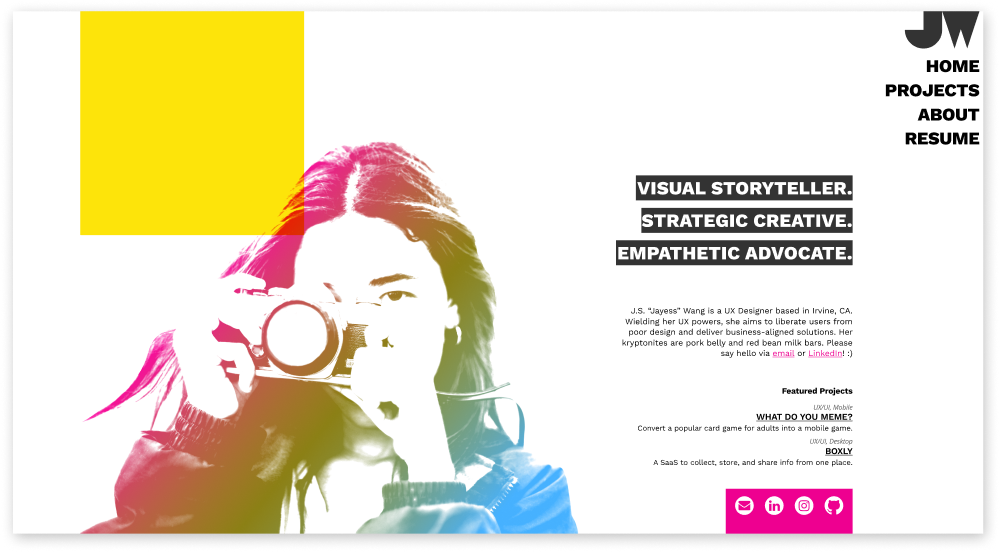 JW
HOME
PROJECTS
ABOUT
RESUME
VISUAL STORYTELLER.
STRATEGIC CREATIVE.
EMPATHETIC ADVOCATE.
J.S. “Jayess” Wang is a UX Designer based in Irvine, CA.
Wielding her UX powers, she aims to liberate users from
poor design and deliver business-aligned solutions. Her
kryptonites are pork belly and red bean milk bars. Please
say hello via email or LinkedIn! :)
Featured Projects
UX/UI, Mobile
WHAT DO YOU MEME?
Convert a popular card game for adults into a mobile game.
UX/UI, Desktop
BOXLY
A SaaS to collect, store, and share info from one place.
in